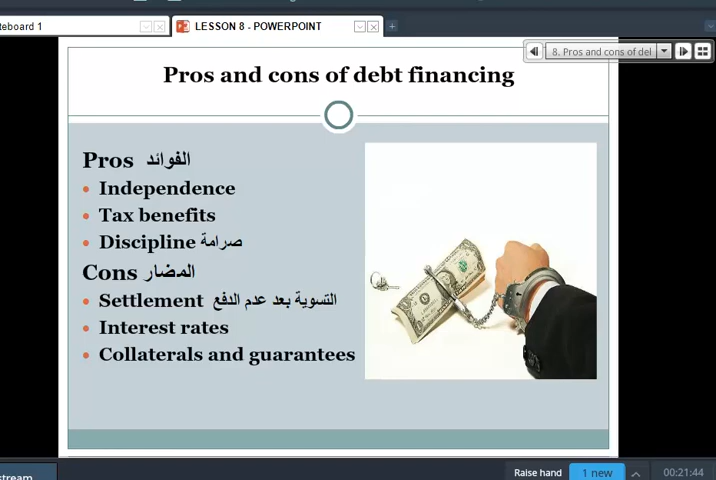 teboard 1
LESSON 8 - POWERPOINT
8. Pros and cons of del
Pros and cons of debt financing
Pros الفوائد
Independence
Tax benefits
Discipline صرامة
Cons المضار
Settlement التسوية بعد عدم الدفع
Interest rates
Collaterals and guarantees
stream
Raise hand
1 new
00:21:44